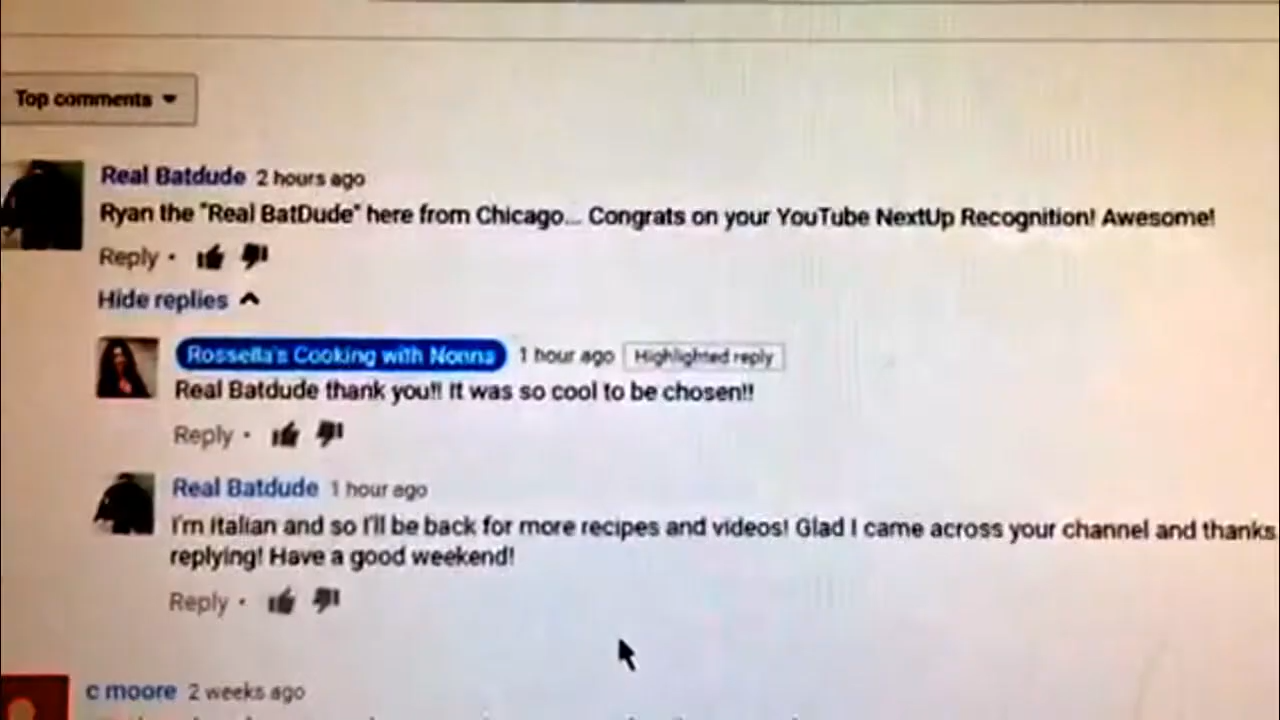 Top comments
Real Batdude 2 hours ago
Ryan the "Real BatDude" here from Chicago... Congrats on your YouTube NextUp Recognition! Awesome!
Reply •
Hide replies
Rossella's Cooking with Nonna 1 hour ago Highlighted reply
Real Batdude thank you!! It was so cool to be chosen!!
Reply •
Real Batdude 1 hour ago
I'm Italian and so I'll be back for more recipes and videos! Glad I came across your channel and thanks
replying! Have a good weekend!
Reply •
c moore 2 weeks ago